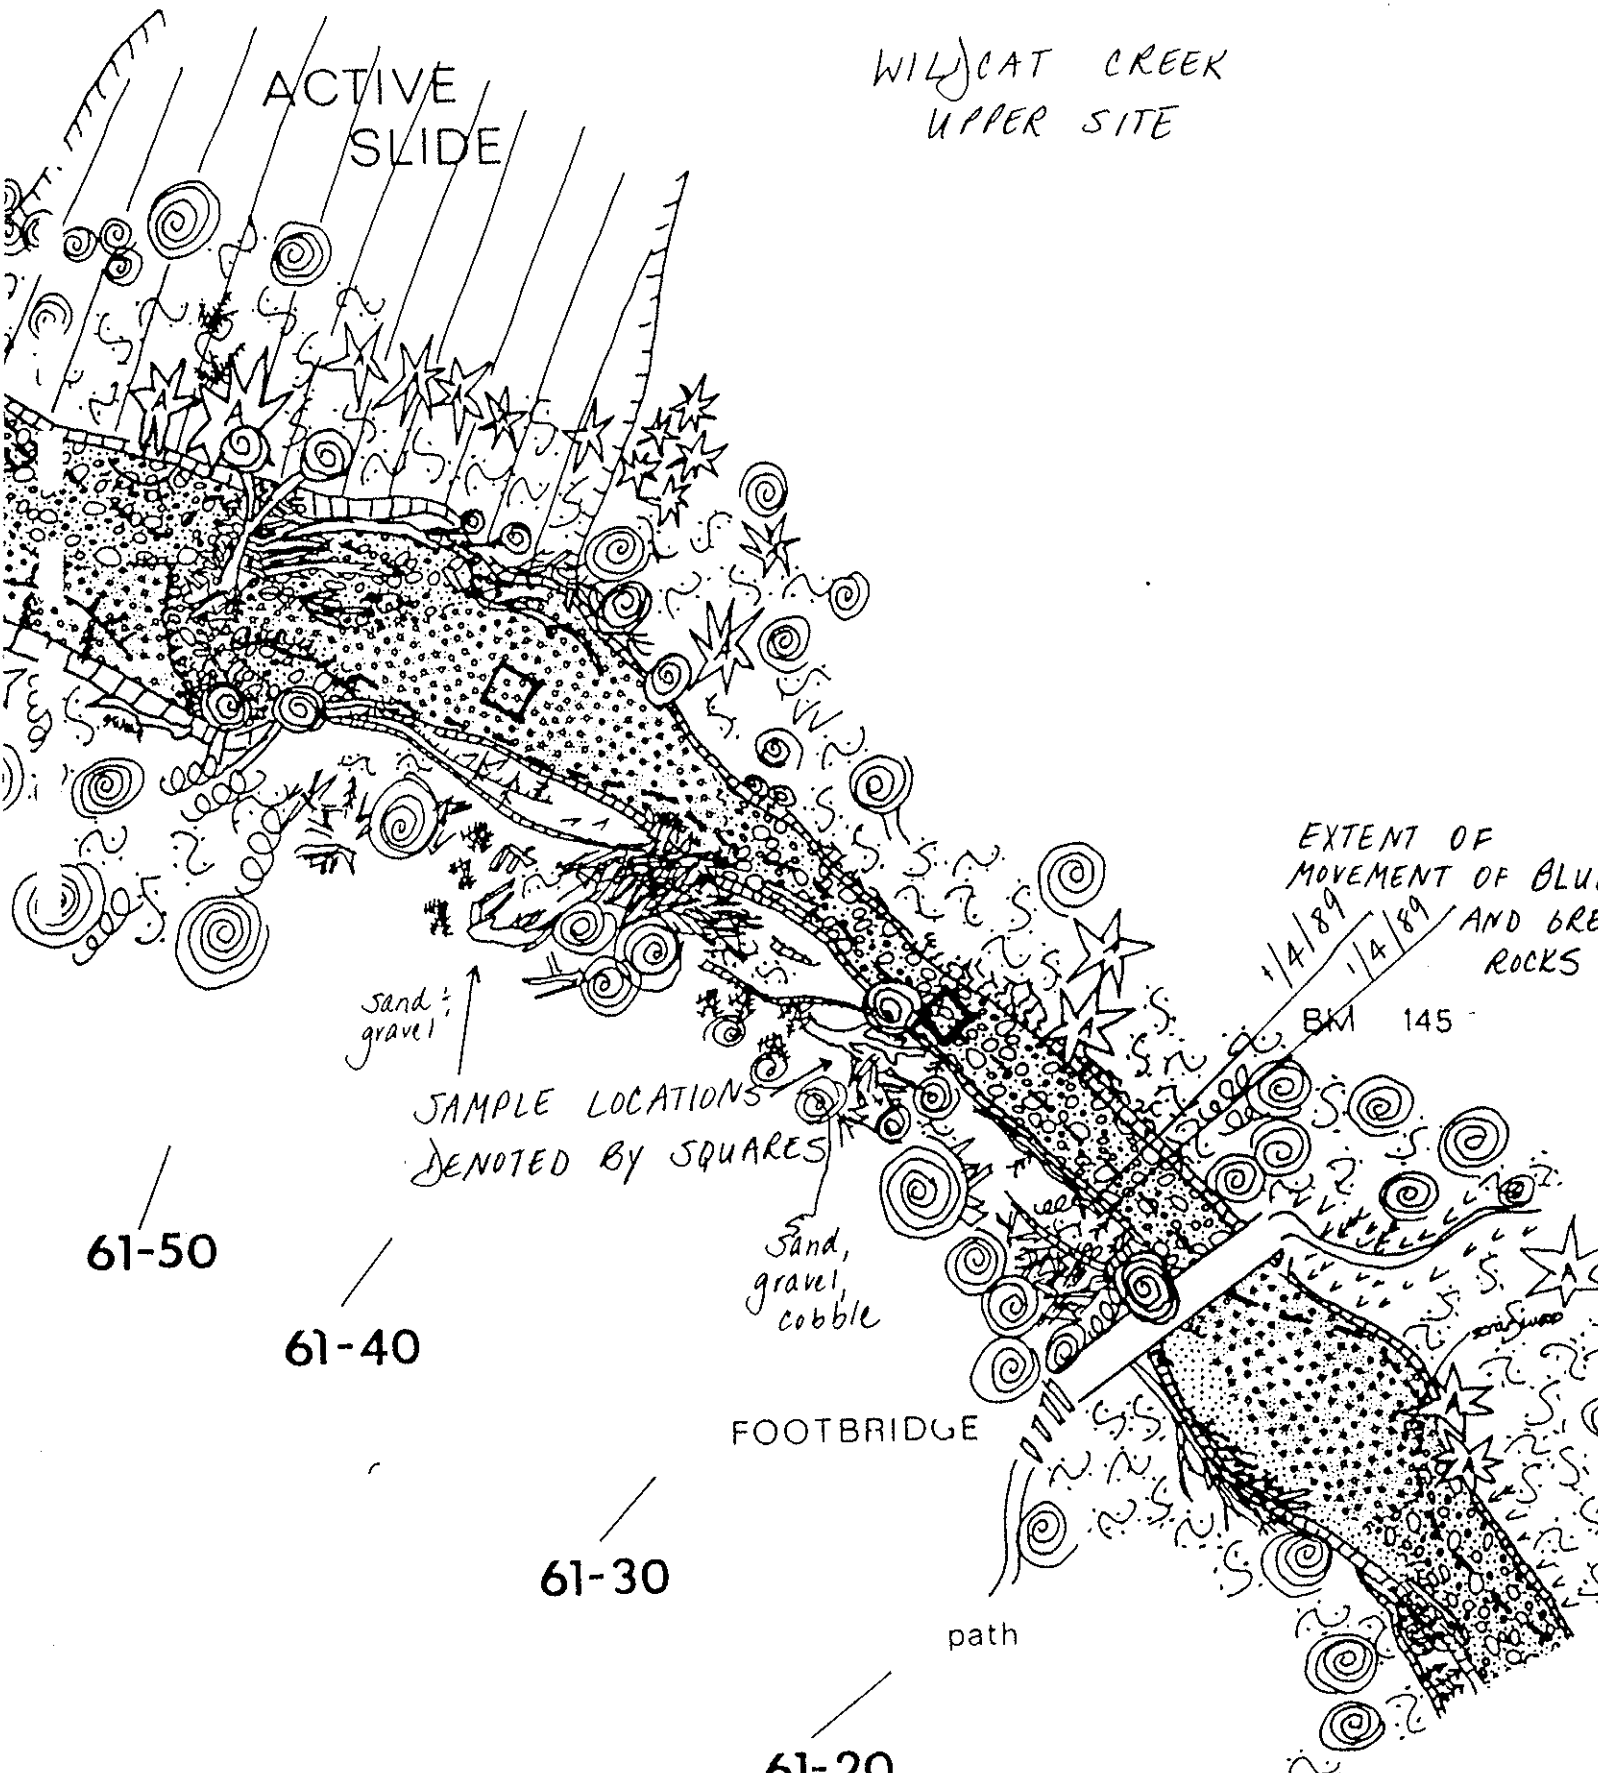 WILDCAT CREEK
UPPER SITE
ACTIVE
SLIDE
EXTENT OF
MOVEMENT OF BLUE
AND GRE
ROCKS
1/4/89
1/4/89
BM 145
sand +
gravel
SAMPLE LOCATIONS
DENOTED BY SQUARES
Sand,
gravel,
cobble
61-50
61-40
FOOTBRIDGE
61-30
path
61-20